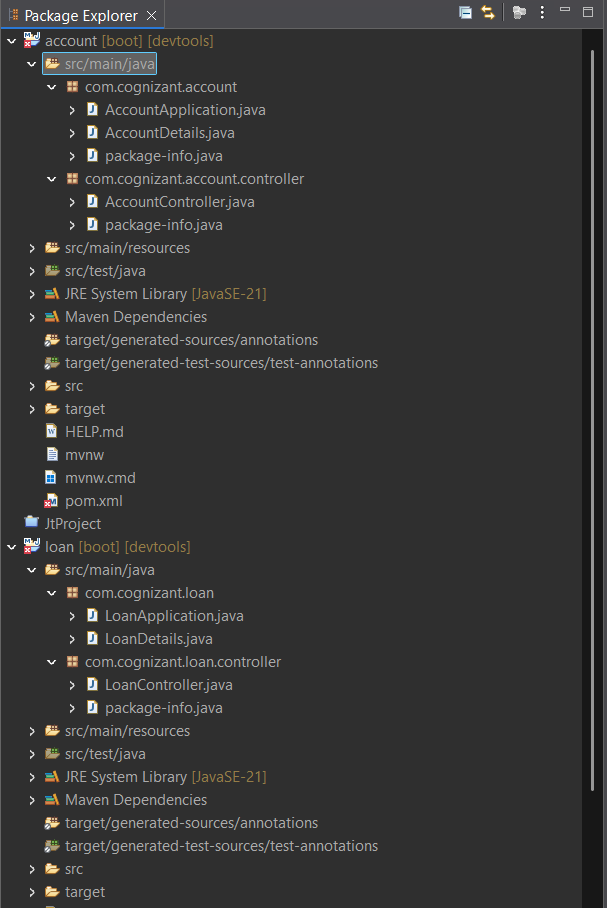 Package Explorer
account [boot] [devtools]
src/main/java
com.cognizant.account
AccountApplication.java
AccountDetails.java
package-info.java
com.cognizant.account.controller
AccountController.java
package-info.java
src/main/resources
src/test/java
JRE System Library [JavaSE-21]
Maven Dependencies
target/generated-sources/annotations
target/generated-test-sources/test-annotations
src
target
HELP.md
mvnw
mvnw.cmd
pom.xml
JtProject
loan [boot] [devtools]
src/main/java
com.cognizant.loan
LoanApplication.java
LoanDetails.java
com.cognizant.loan.controller
LoanController.java
package-info.java
src/main/resources
src/test/java
JRE System Library [JavaSE-21]
Maven Dependencies
target/generated-sources/annotations
target/generated-test-sources/test-annotations
src
target